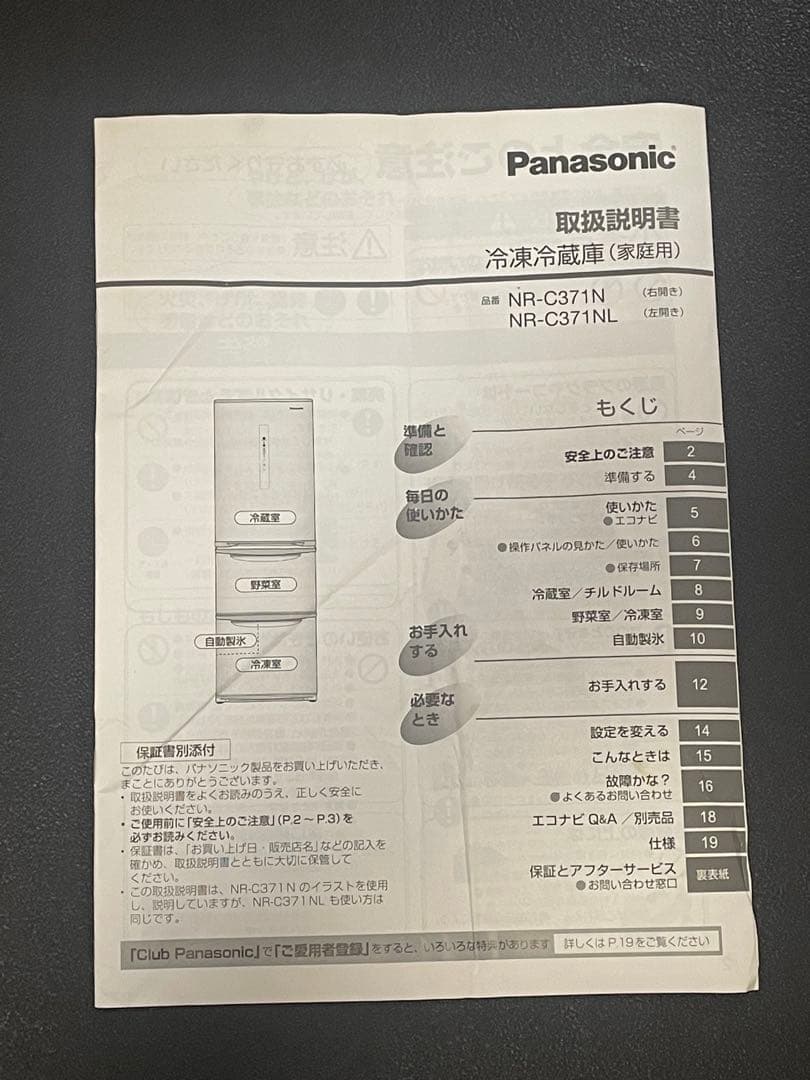 Panasonic
取扱説明書
冷凍冷蔵庫(家庭用)
品番 NR-C371N (右開き)
NR-C371NL (左開き)
Panasonic
冷蔵室
野菜室
自動製氷
冷凍室
もくじ
ページ
準備と
確認
安全上のご注意 2
準備する 4
毎日の
使いかた
使いかた 5
●エコナビ
●操作パネルの見かた/使いかた 6
●保存場所 7
冷蔵室/チルドルーム 8
野菜室/冷凍室 9
自動製氷 10
お手入れ
する
お手入れする 12
必要な
とき
設定を変える 14
こんなときは 15
故障かな? 16
●よくあるお問い合わせ
エコナビ Q&A /別売品 18
仕様 19
保証とアフターサービス 裏表紙
●お問い合わせ窓口
保証書別添付
このたびは、パナソニック製品をお買い上げいただき、
まことにありがとうございます。
・取扱説明書をよくお読みのうえ、正しく安全に
お使いください。
・ご使用前に「安全上のご注意」(P.2〜P.3)を
必ずお読みください。
・保証書は、「お買い上げ日・販売店名」などの記入を
確かめ、取扱説明書とともに大切に保管して
ください。
・この取扱説明書は、NR-C371N のイラストを使用
し、説明していますが、NR-C371NL も使い方は
同じです。
「Club Panasonic」で「ご愛用者登録」をすると、いろいろな特典があります 詳しくは P.19をご覧ください